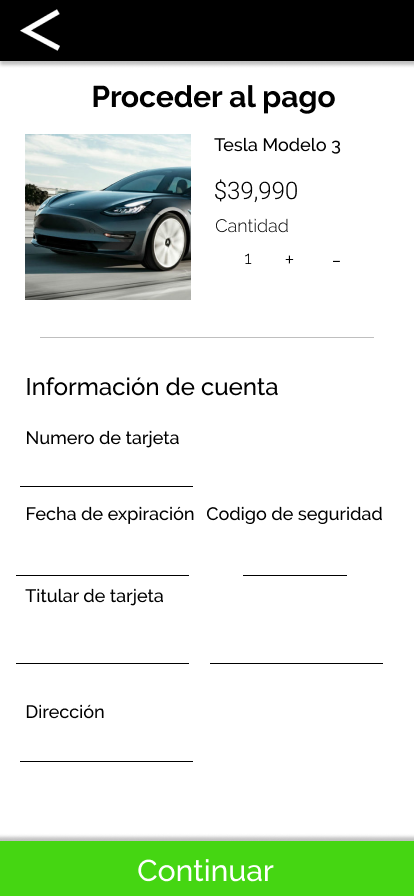 Proceder al pago
Tesla Modelo 3
$39,990
Cantidad
1 + –
Información de cuenta
Numero de tarjeta
Fecha de expiración Codigo de seguridad
Titular de tarjeta
Dirección
Continuar